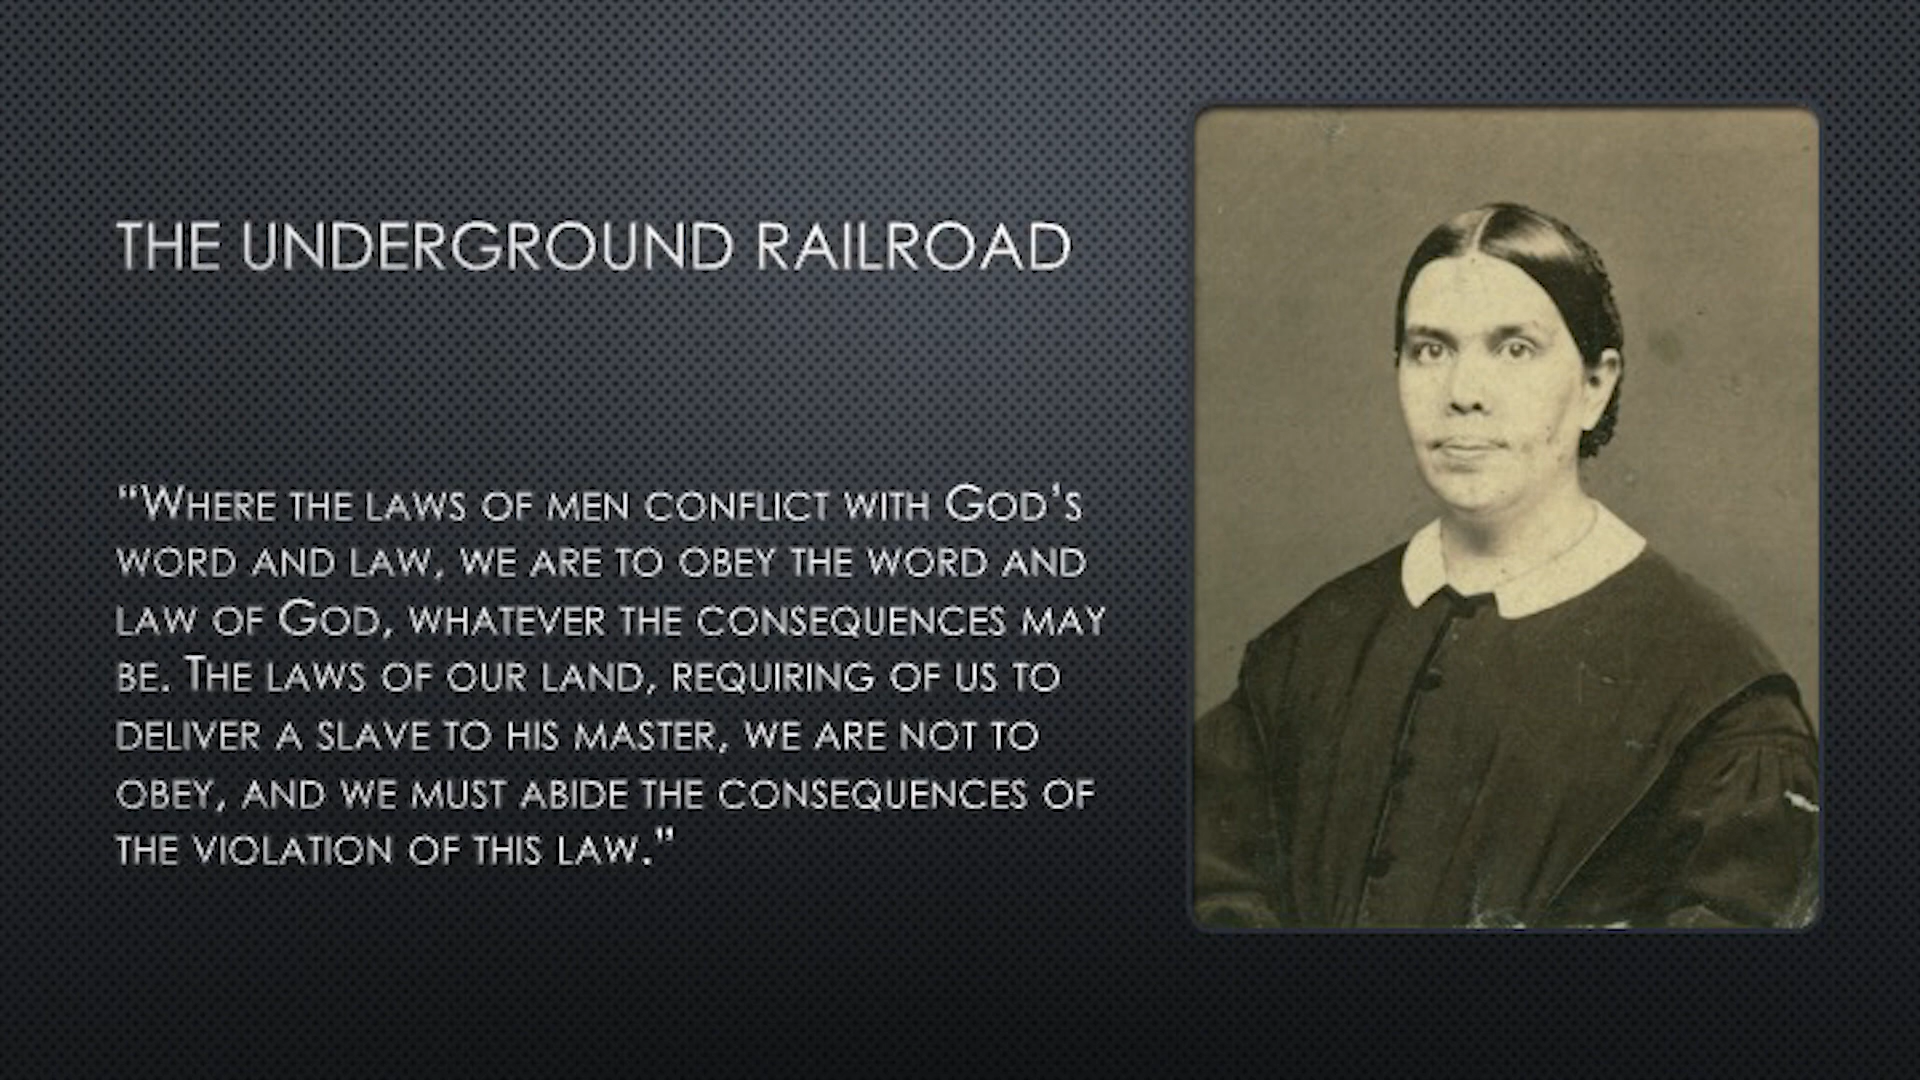 THE UNDERGROUND RAILROAD
“WHERE THE LAWS OF MEN CONFLICT WITH GOD’S
WORD AND LAW, WE ARE TO OBEY THE WORD AND
LAW OF GOD, WHATEVER THE CONSEQUENCES MAY
BE. THE LAWS OF OUR LAND, REQUIRING OF US TO
DELIVER A SLAVE TO HIS MASTER, WE ARE NOT TO
OBEY, AND WE MUST ABIDE THE CONSEQUENCES OF
THE VIOLATION OF THIS LAW.”